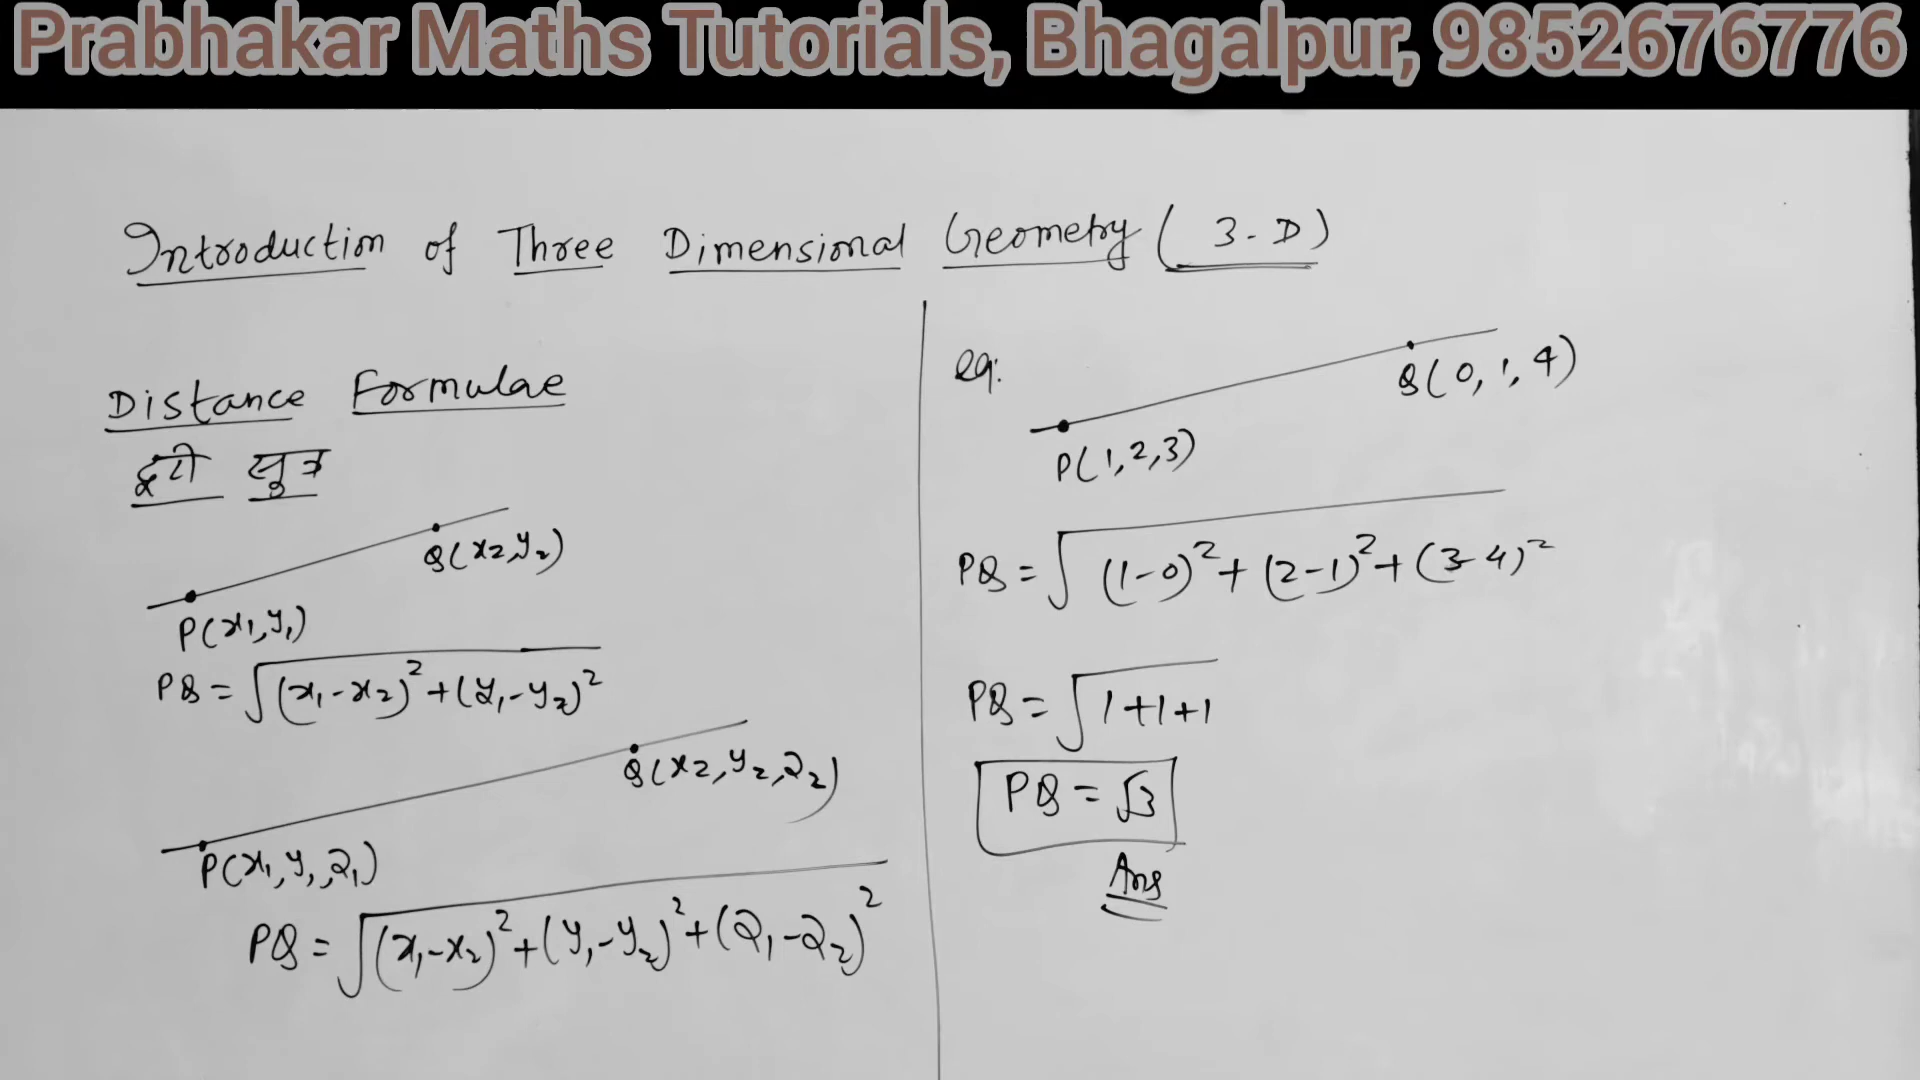 Prabhakar Maths Tutorials, Bhagalpur, 9852676776
Introduction of Three Dimensional Geometry ( 3-D )
Distance Formulae
दूरी सूत्र
Q(x₂,y₂)
P(x₁,y₁)
PQ = √(x₁-x₂)² + (y₁-y₂)²
Q(x₂,y₂,z₂)
P(x₁,y₁,z₁)
PQ = √(x₁-x₂)² + (y₁-y₂)² + (z₁-z₂)²
eg:
Q(0,1,4)
P(1,2,3)
PQ = √(1-0)² + (2-1)² + (3-4)²
PQ = √1+1+1
PQ = √3
Ans